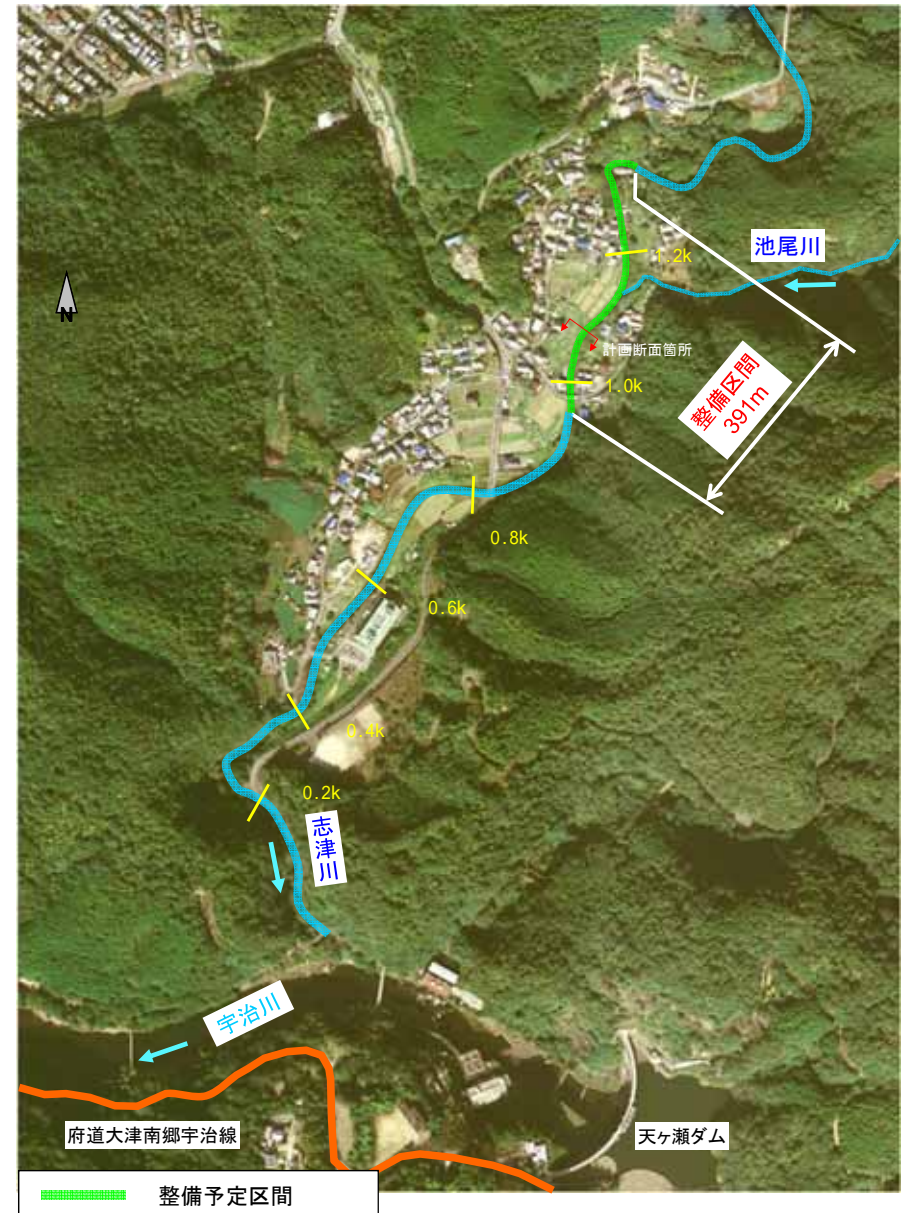 池尾川
1.2k
計画断面箇所
1.0k
整備区間
391m
N
0.8k
0.6k
0.4k
0.2k
志津川
宇治川
府道大津南郷宇治線
天ヶ瀬ダム
整備予定区間